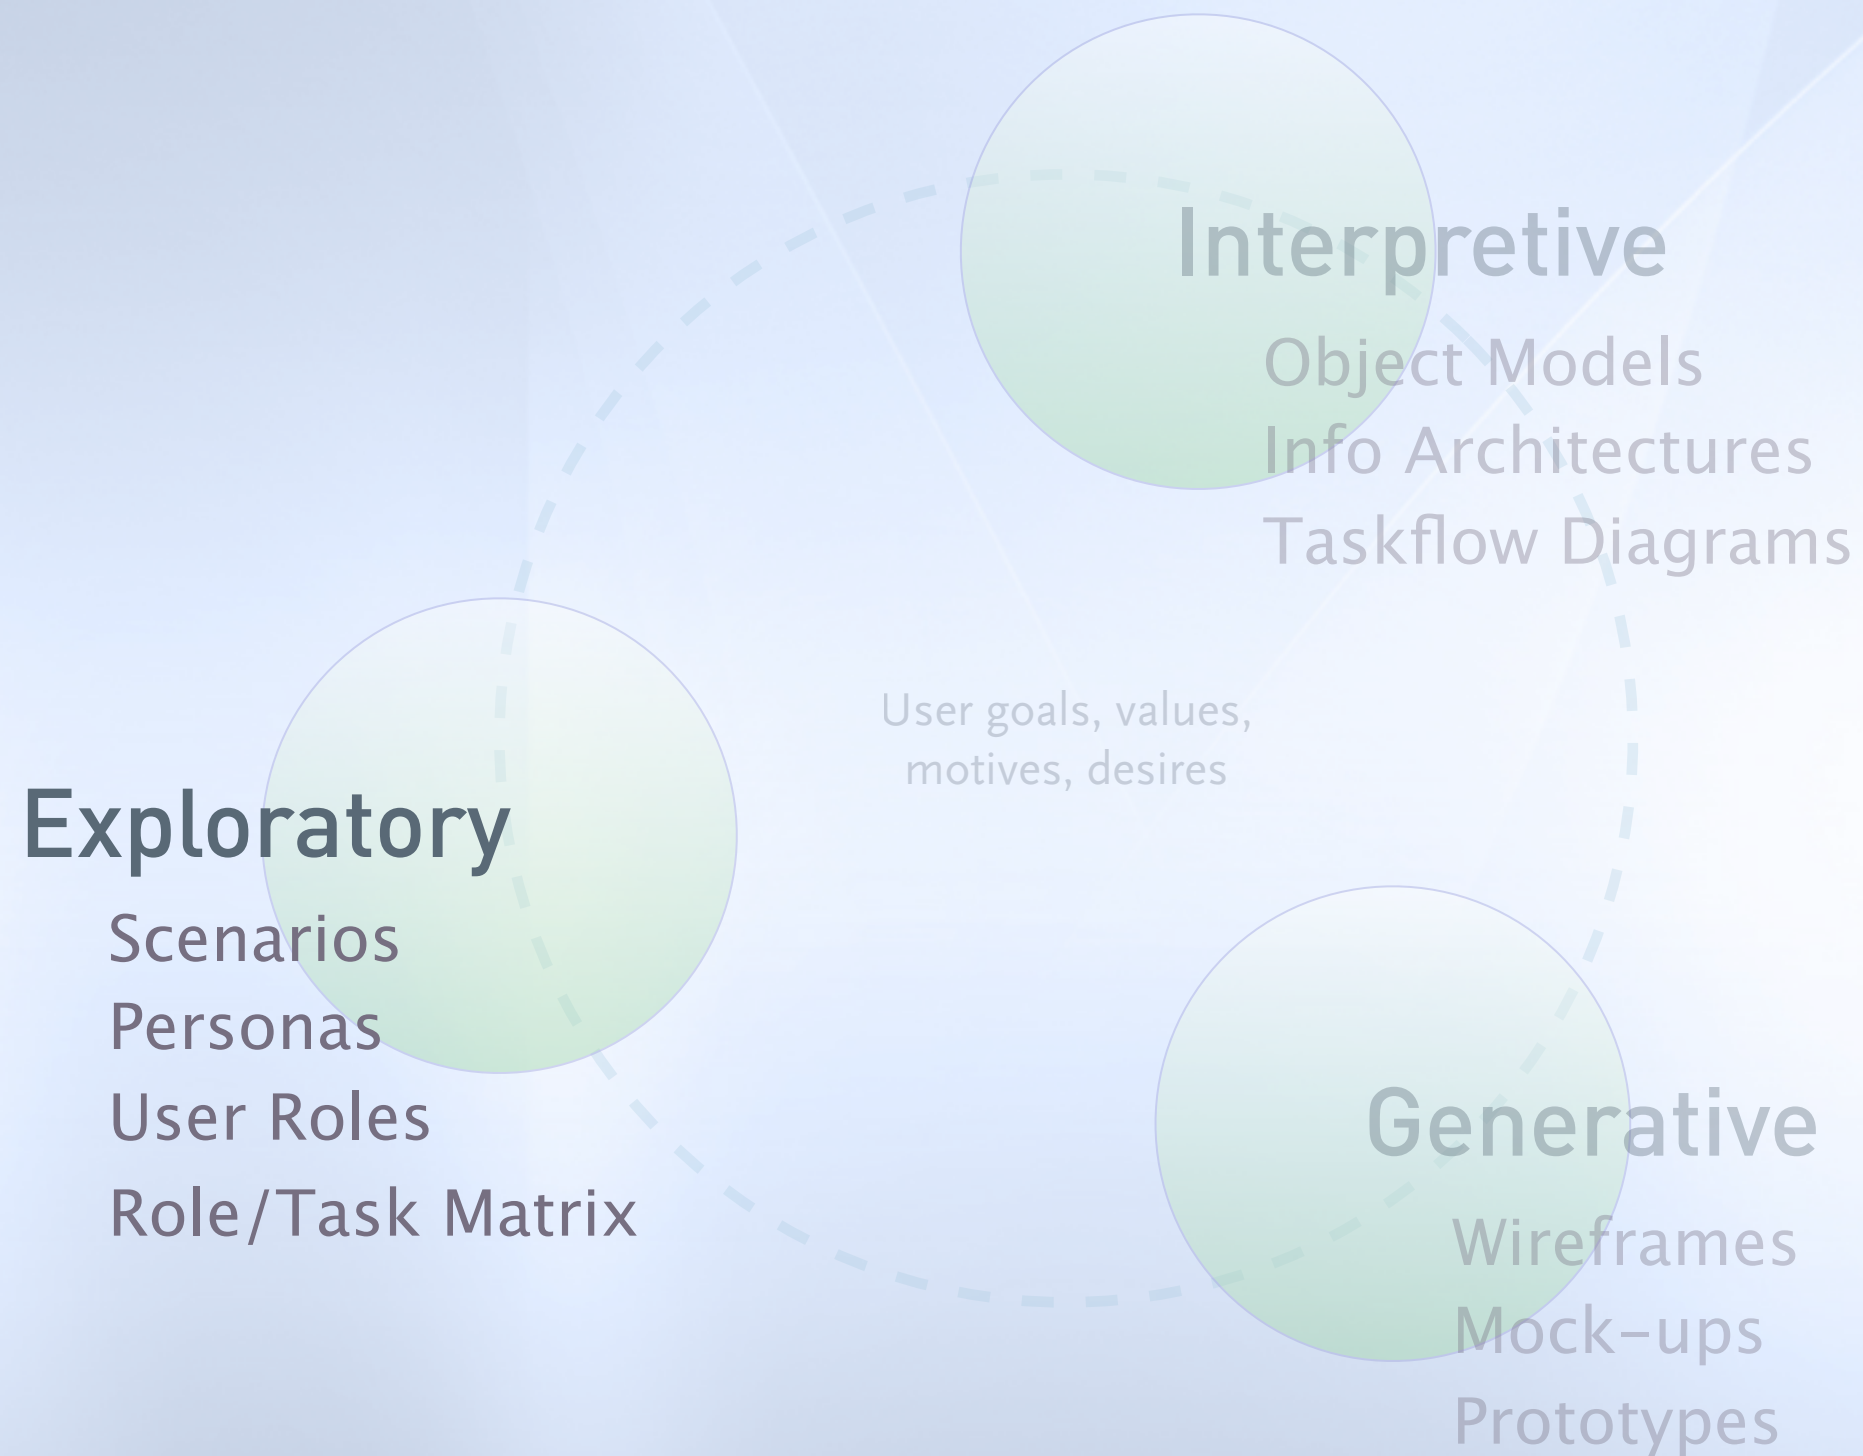 Interpretive
Object Models
Info Architectures
Taskflow Diagrams
User goals, values,
motives, desires
Exploratory
Scenarios
Personas
User Roles
Role/Task Matrix
Generative
Wireframes
Mock-ups
Prototypes